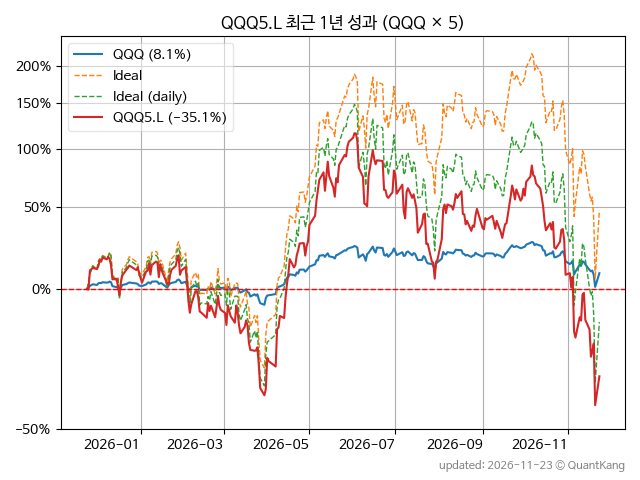 QQQ5.L 최근 1년 성과 (QQQ × 5)
QQQ (8.1%)
Ideal
Ideal (daily)
QQQ5.L (−35.1%)
200%
150%
100%
50%
0%
−50%
2026-01
2026-03
2026-05
2026-07
2026-09
2026-11
updated: 2026-11-23 © QuantKang